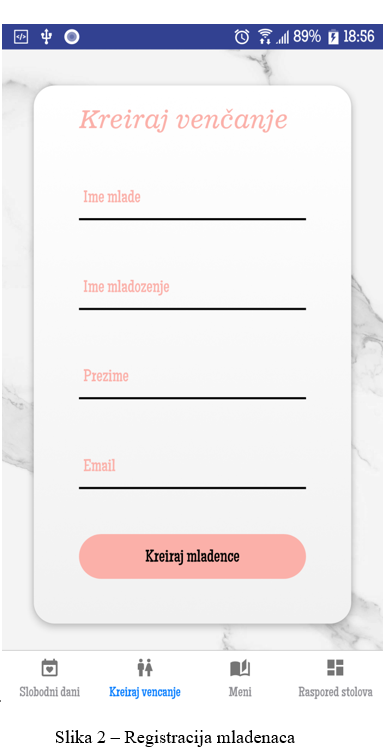 89% 18:56
Kreiraj venčanje
Ime mlade
Ime mladozenje
Prezime
Email
Kreiraj mladence
Slobodni dani Kreiraj vencanje Meni Raspored stolova
Slika 2 – Registracija mladenaca